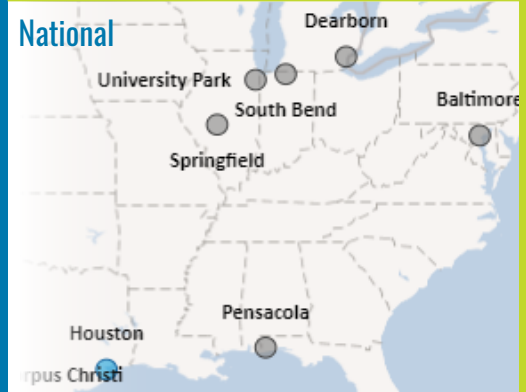 National
Dearborn
University Park
Baltimore
South Bend
Springfield
Pensacola
Houston
rpus Christi